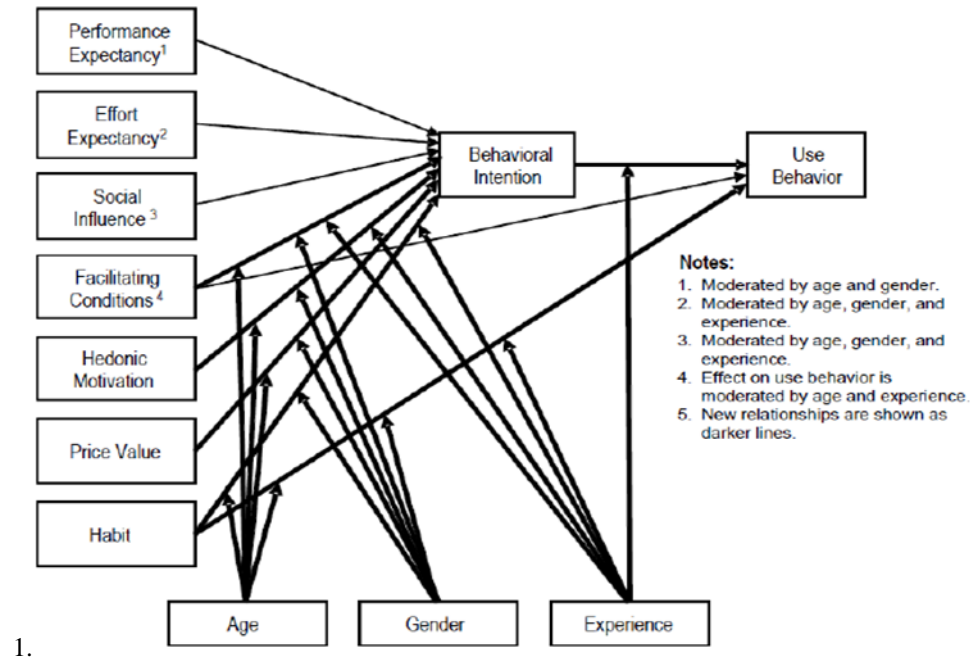 Performance
Expectancy1
Effort
Expectancy2
Social
Influence 3
Facilitating
Conditions 4
Hedonic
Motivation
Price Value
Habit
Behavioral
Intention
Use
Behavior
Notes:
1. Moderated by age and gender.
2. Moderated by age, gender, and
experience.
3. Moderated by age, gender, and
experience.
4. Effect on use behavior is
moderated by age and experience.
5. New relationships are shown as
darker lines.
Age
Gender
Experience
1.